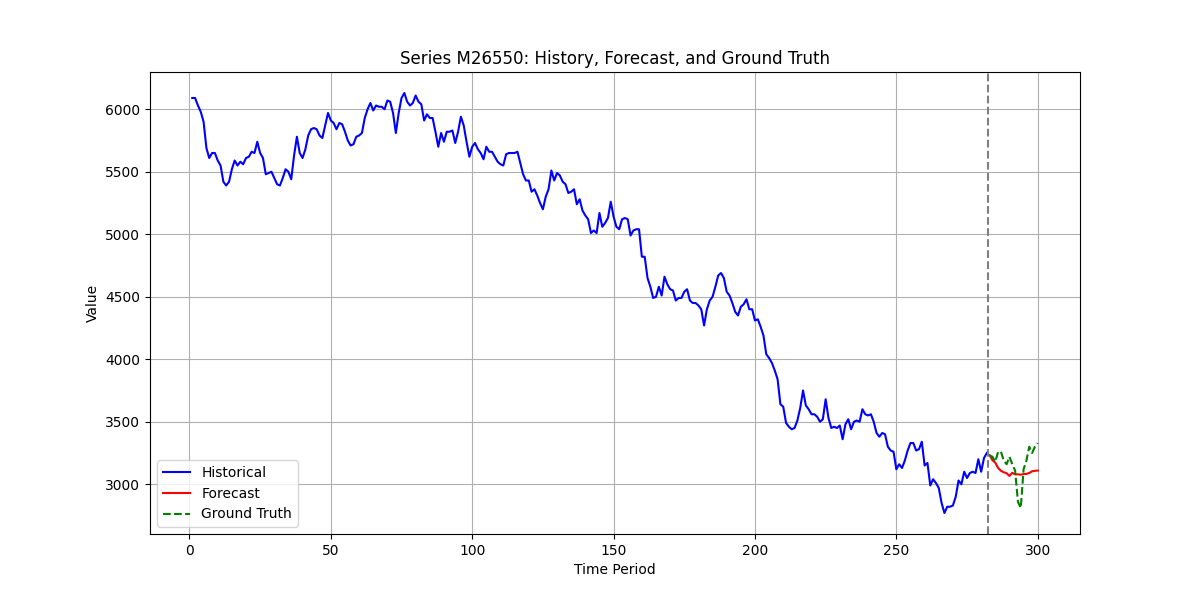 Series M26550: History, Forecast, and Ground Truth
Value
6000
5500
5000
4500
4000
3500
3000
Historical
Forecast
Ground Truth
0 50 100 150 200 250 300
Time Period